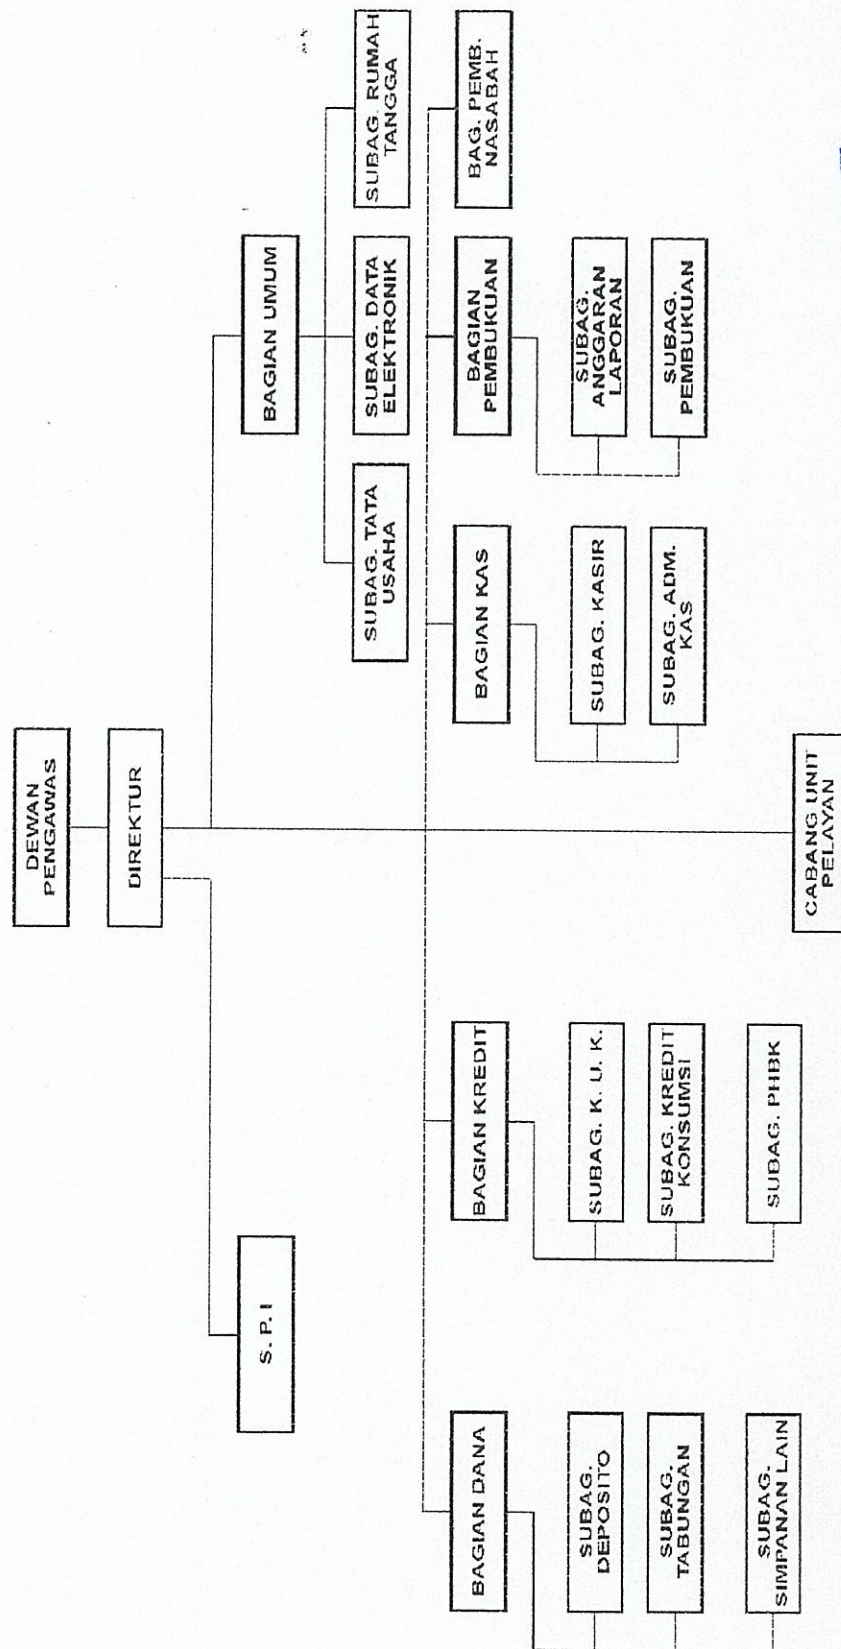 DEWAN
PENGAWAS
DIREKTUR
S. P. I
BAGIAN UMUM
SUBAG. TATA
USAHA
SUBAG. DATA
ELEKTRONIK
SUBAG. RUMAH
TANGGA
BAGIAN DANA
BAGIAN KREDIT
BAGIAN KAS
BAGIAN
PEMBUKUAN
BAG. PEMB.
NASABAH
SUBAG.
DEPOSITO
SUBAG.
TABUNGAN
SUBAG.
SIMPANAN LAIN
SUBAG. K. U. K.
SUBAG. KREDIT
KONSUMSI
SUBAG. PHBK
SUBAG. KASIR
SUBAG. ADM.
KAS
SUBAG.
ANGGARAN
LAPORAN
SUBAG.
PEMBUKUAN
CABANG UNIT
PELAYAN